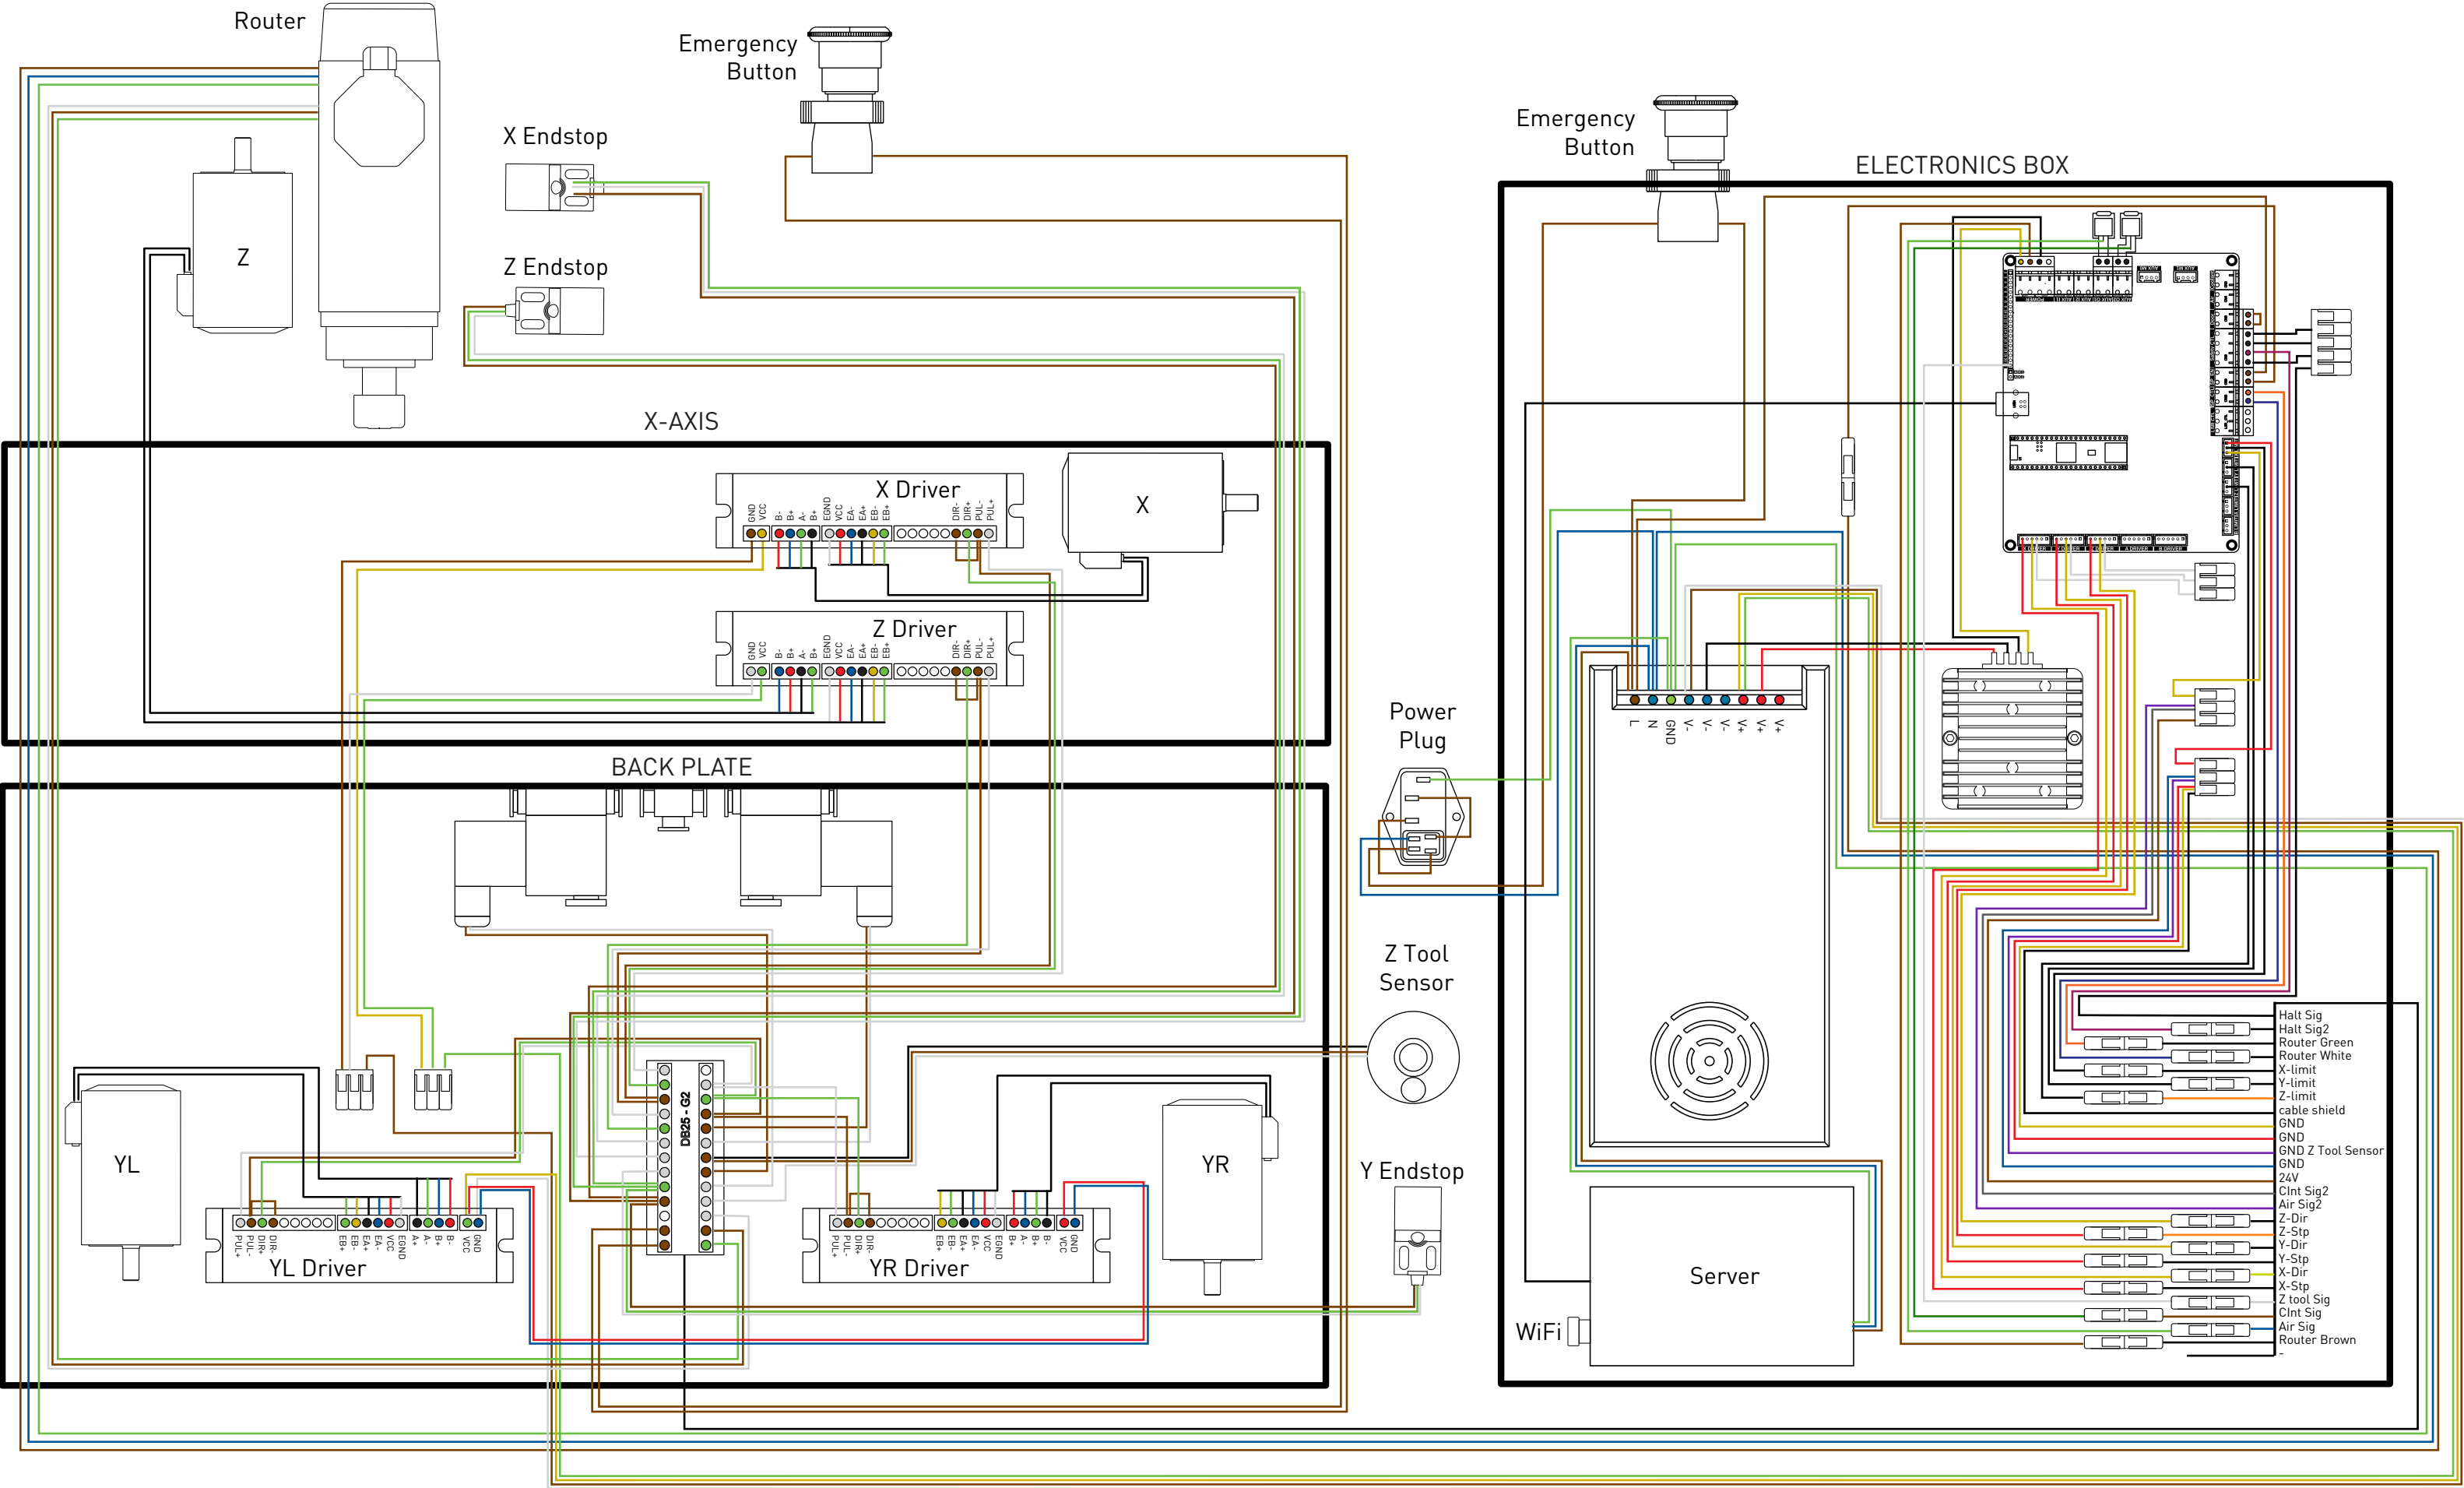 Router
Emergency
Button
X Endstop
Z
Z Endstop
Emergency
Button
ELECTRONICS BOX
POWER
X-AXIS
X Driver
GND
VCC
B-
B+
A-
B+
EGND
VCC
EA-
EA+
EB-
EB+
DIR-
DIR+
PUL-
PUL+
X
Z Driver
GND
VCC
B-
B+
A-
B+
EGND
VCC
EA-
EA+
EB-
EB+
DIR-
DIR+
PUL-
PUL+
A DRIVER
B DRIVER
L
N
GND
V-
V-
V-
V+
V+
V+
Power
Plug
BACK PLATE
Z Tool
Sensor
DB25 - G2
YL
YR
Y Endstop
PUL+
PUL-
DIR+
DIR-
EB+
EB-
EA+
EA-
VCC
EGND
A+
A-
B+
B-
VCC
GND
YL Driver
PUL+
PUL-
DIR+
DIR-
EB+
EB-
EA+
EA-
VCC
EGND
B+
A-
B+
B-
VCC
GND
YR Driver
Server
WiFi
Halt Sig
Halt Sig2
Router Green
Router White
X-limit
Y-limit
Z-limit
cable shield
GND
GND
GND Z Tool Sensor
GND
24V
CInt Sig2
Air Sig2
Z-Dir
Z-Stp
Y-Dir
Y-Stp
X-Dir
X-Stp
Z tool Sig
CInt Sig
Air Sig
Router Brown
-